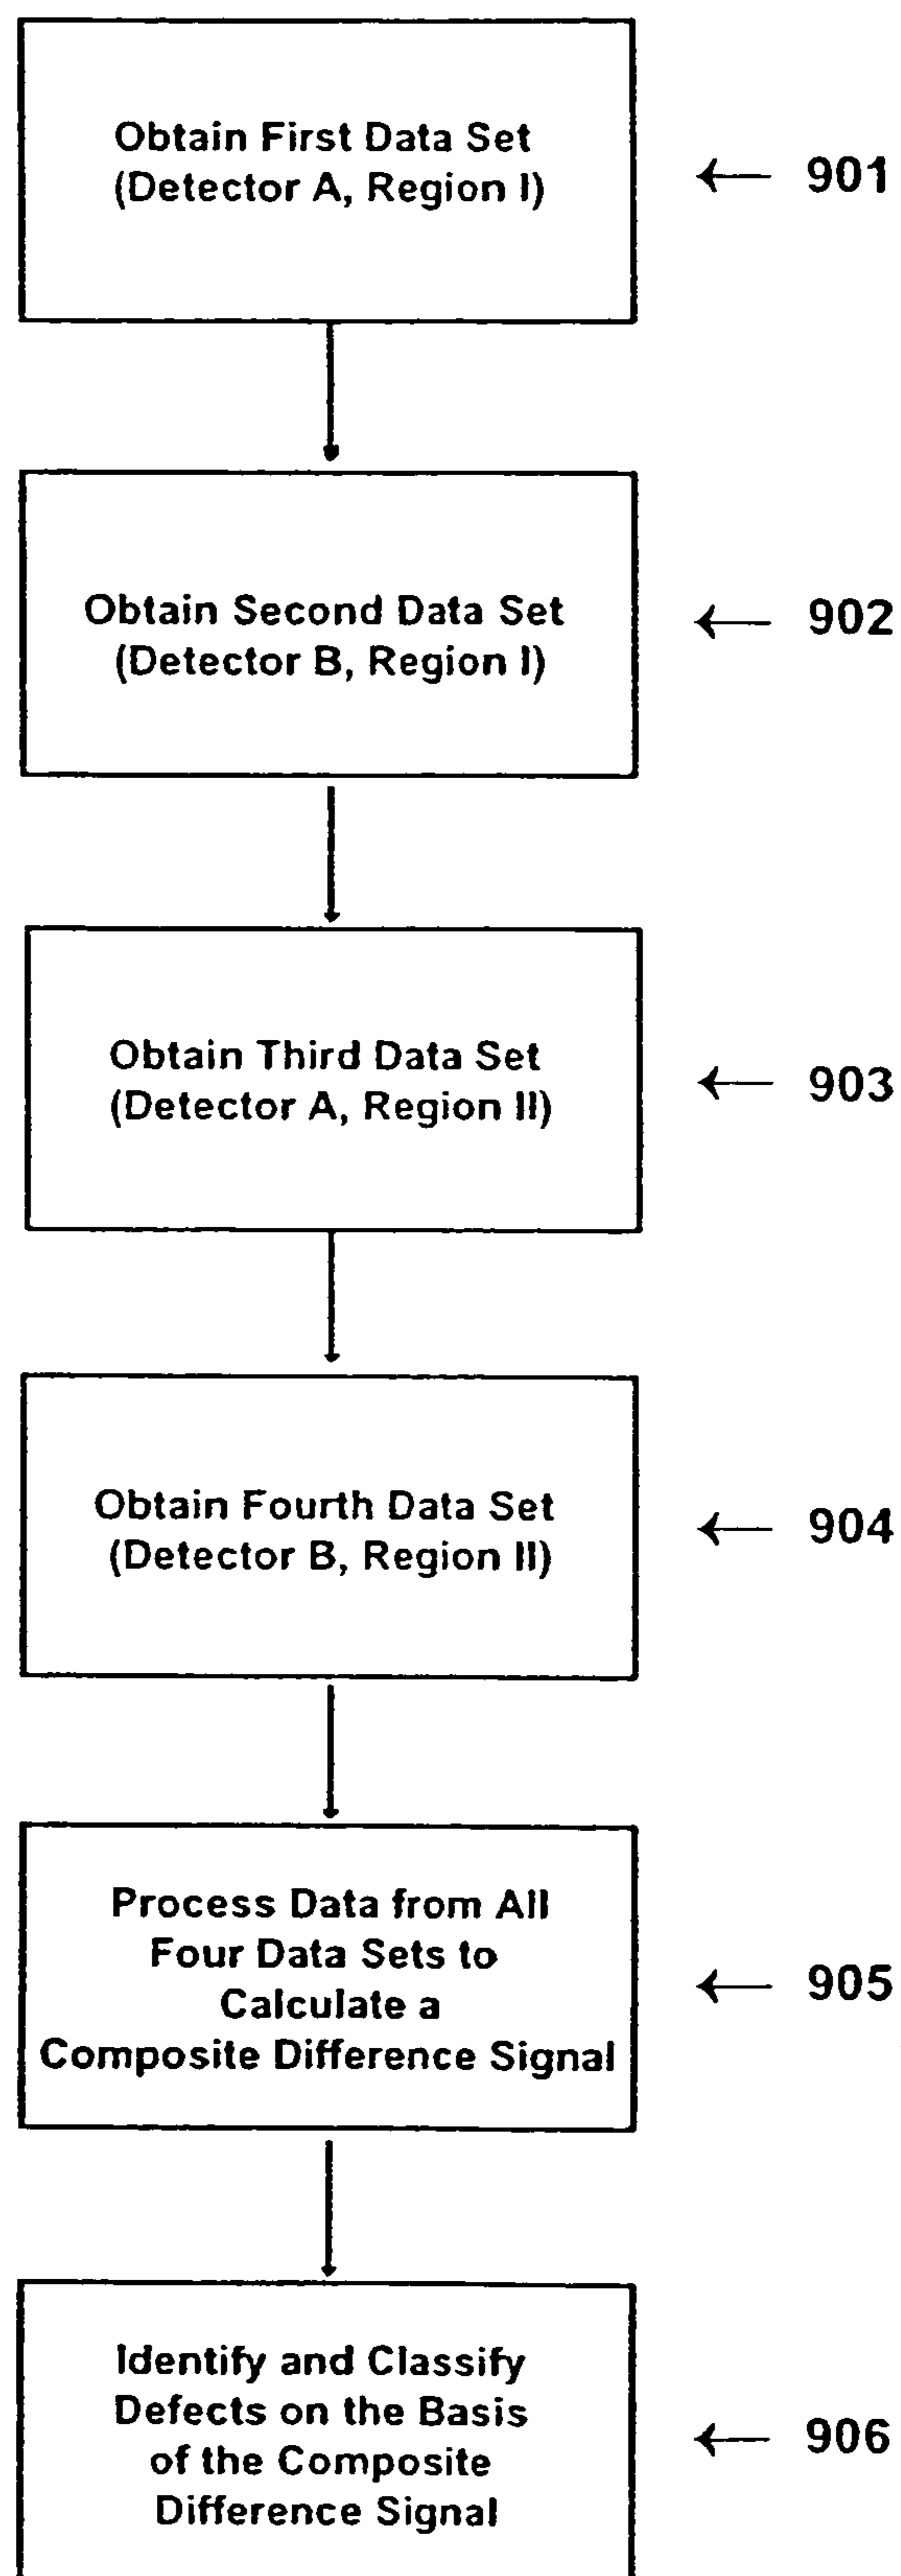 Obtain First Data Set
(Detector A, Region I)
901
Obtain Second Data Set
(Detector B, Region I)
902
Obtain Third Data Set
(Detector A, Region II)
903
Obtain Fourth Data Set
(Detector B, Region II)
904
Process Data from All
Four Data Sets to
Calculate a
Composite Difference Signal
905
Identify and Classify
Defects on the Basis
of the Composite
Difference Signal
906